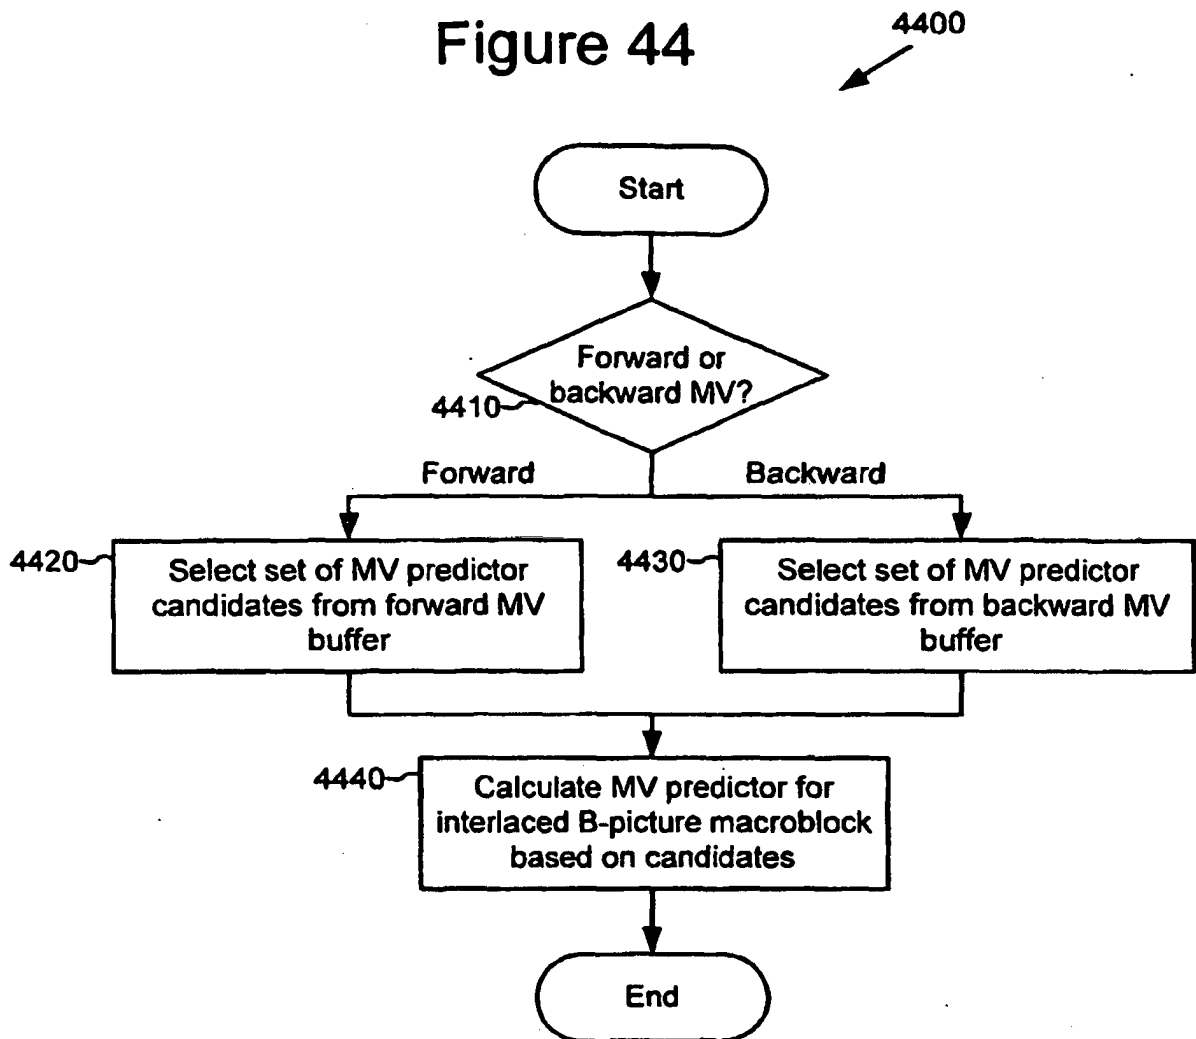 Figure 44
4400
Start
Forward or
backward MV?
4410
Forward
Backward
4420
Select set of MV predictor
candidates from forward MV
buffer
4430
Select set of MV predictor
candidates from backward MV
buffer
4440
Calculate MV predictor for
interlaced B-picture macroblock
based on candidates
End